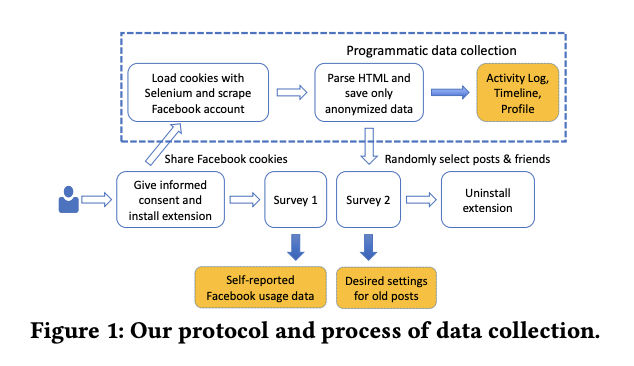 Programmatic data collection
Load cookies with
Selenium and scrape
Facebook account
Parse HTML and
save only
anonymized data
Activity Log,
Timeline,
Profile
Share Facebook cookies
Randomly select posts & friends
Give informed
consent and
install extension
Survey 1
Survey 2
Uninstall
extension
Self-reported
Facebook usage data
Desired settings
for old posts
Figure 1: Our protocol and process of data collection.